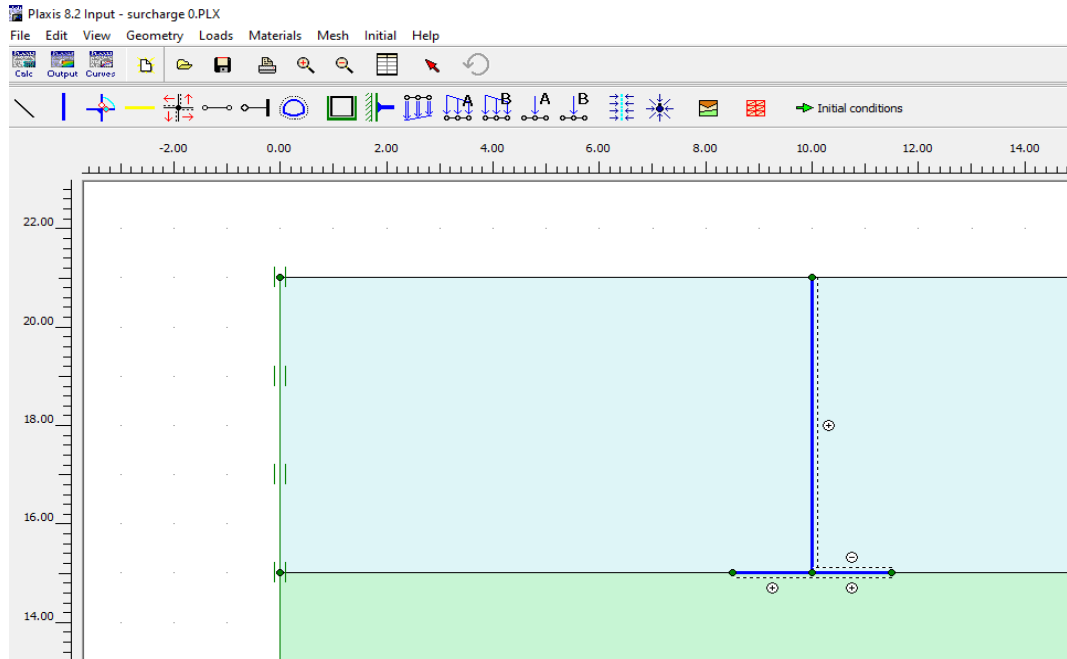 Plaxis 8.2 Input - surcharge 0.PLX
File Edit View Geometry Loads Materials Mesh Initial Help
Calc Output Curves
A B A B Initial conditions
-2.00 0.00 2.00 4.00 6.00 8.00 10.00 12.00 14.00
22.00
20.00
18.00
16.00
14.00